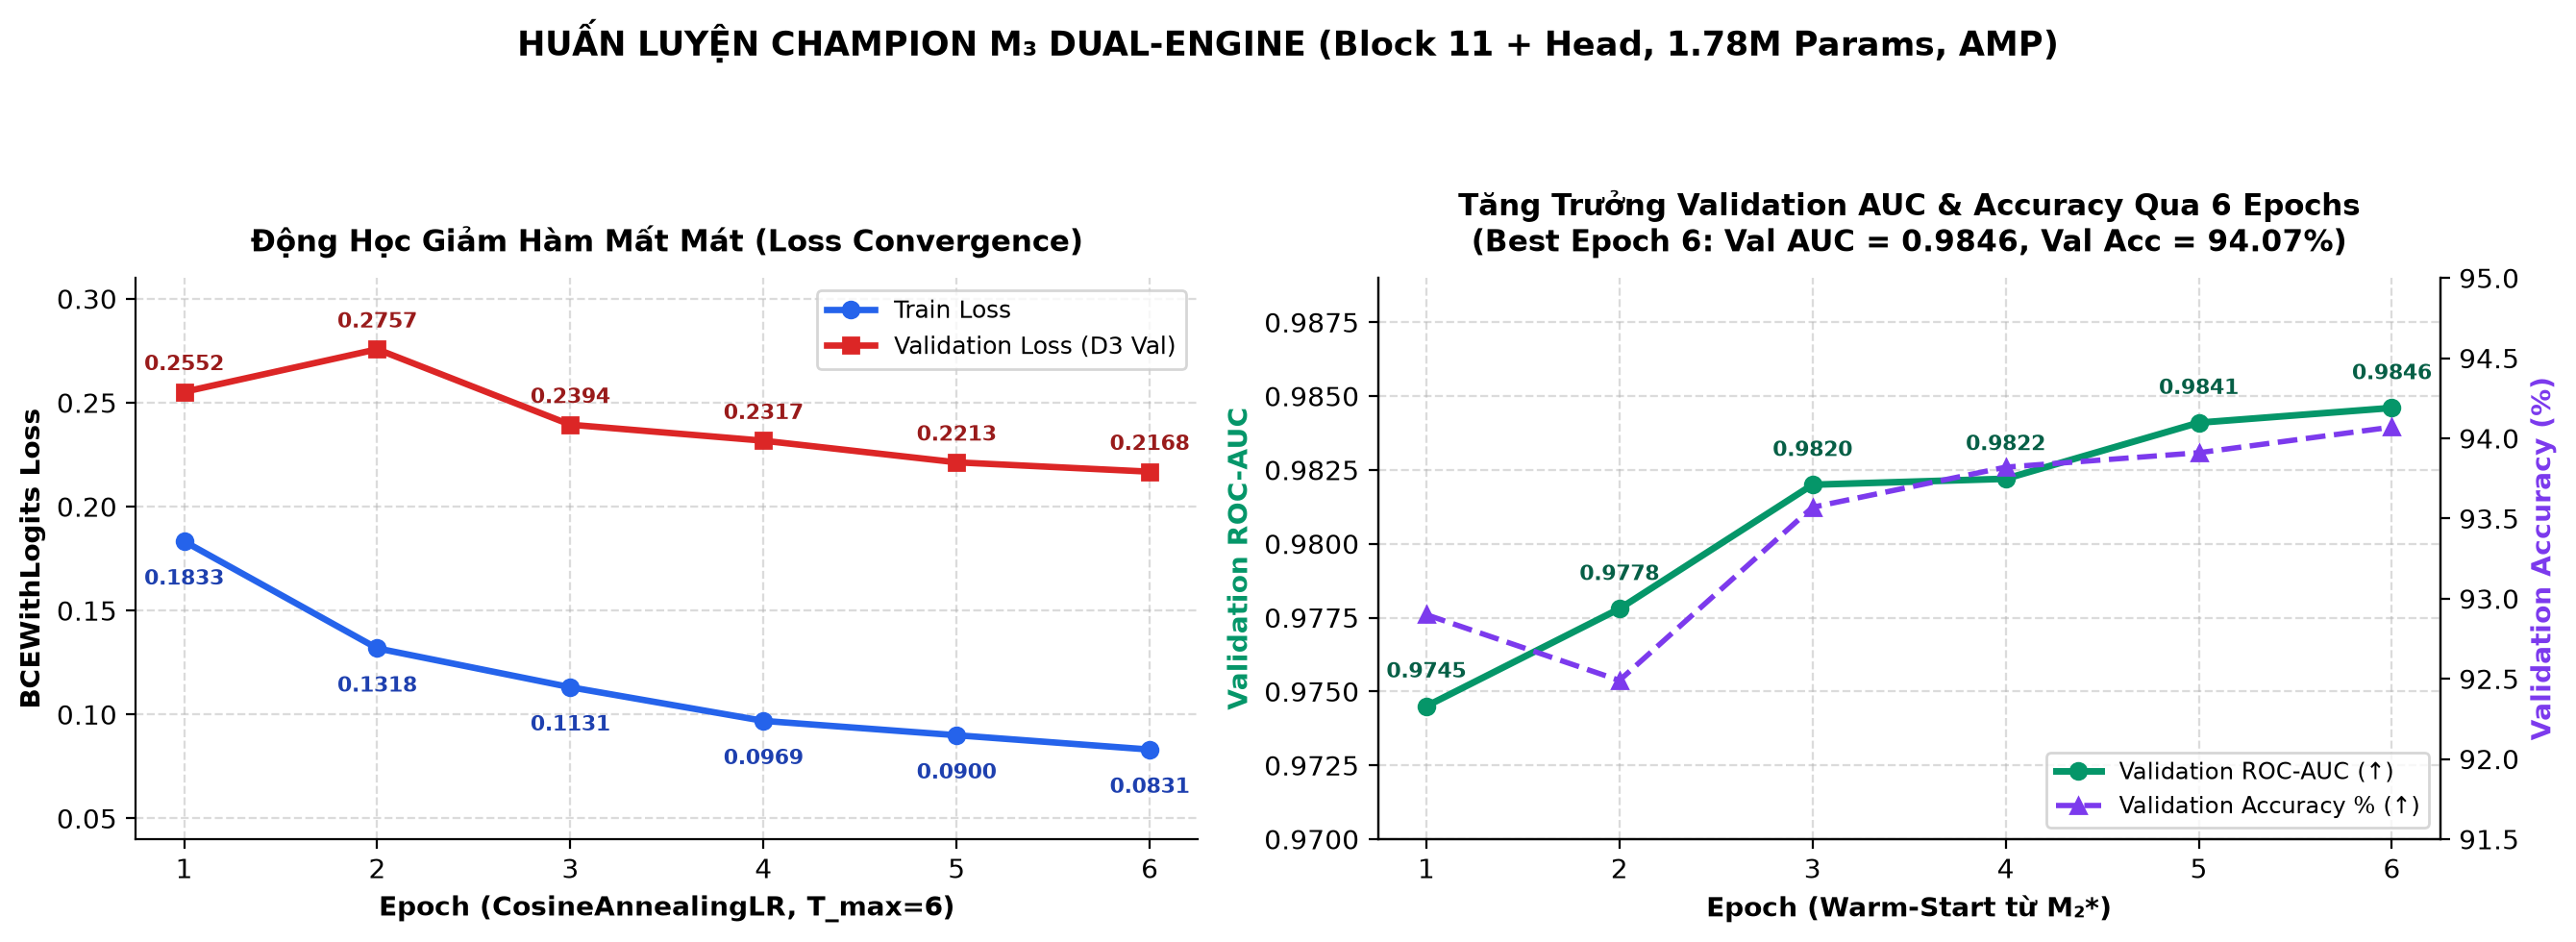 HUẤN LUYỆN CHAMPION M₃ DUAL-ENGINE (Block 11 + Head, 1.78M Params, AMP)
Động Học Giảm Hàm Mất Mát (Loss Convergence)
BCEWithLogits Loss
0.30
0.25
0.20
0.15
0.10
0.05
Train Loss
Validation Loss (D3 Val)
0.2552
0.2757
0.2394
0.2317
0.2213
0.2168
0.1833
0.1318
0.1131
0.0969
0.0900
0.0831
1 2 3 4 5 6
Epoch (CosineAnnealingLR, T_max=6)
Tăng Trưởng Validation AUC & Accuracy Qua 6 Epochs
(Best Epoch 6: Val AUC = 0.9846, Val Acc = 94.07%)
Validation ROC-AUC
0.9875
0.9850
0.9825
0.9800
0.9775
0.9750
0.9725
0.9700
0.9745
0.9778
0.9820
0.9822
0.9841
0.9846
Validation ROC-AUC (↑)
Validation Accuracy % (↑)
95.0
94.5
94.0
93.5
93.0
92.5
92.0
91.5
Validation Accuracy (%)
1 2 3 4 5 6
Epoch (Warm-Start từ M₂*)